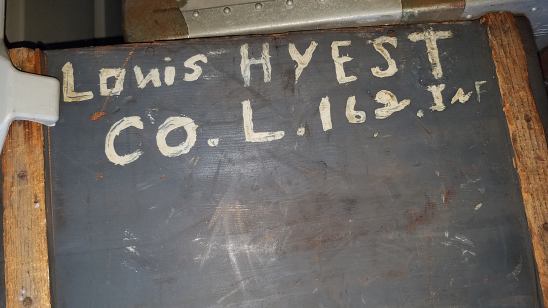 Louis HYEST
CO. L. 162. INF